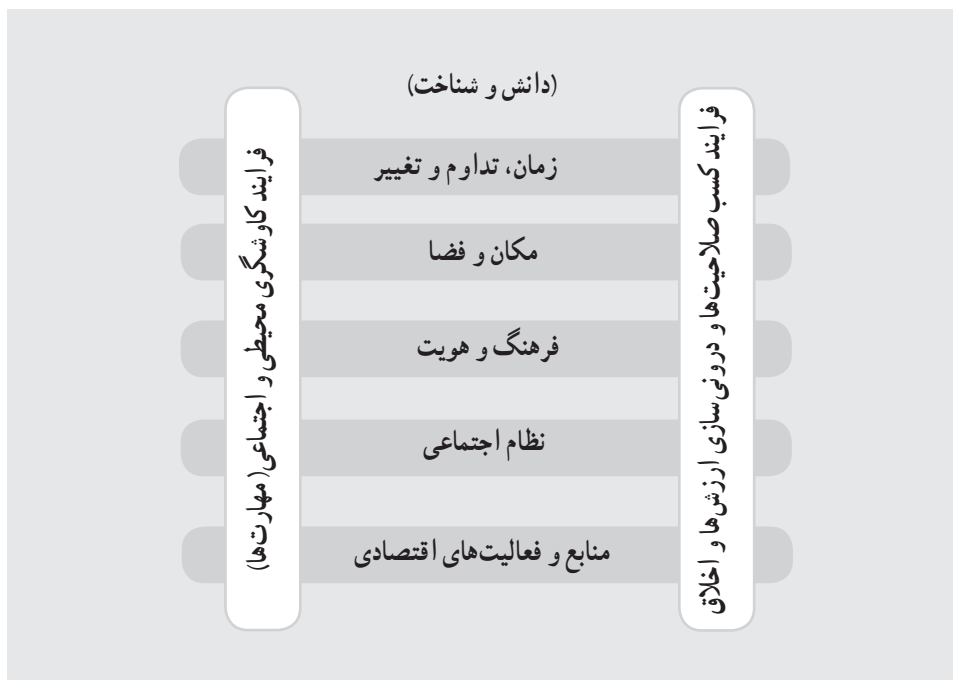 (دانش و شناخت)
فرایند کسب صلاحیت‌ها و درونی‌سازی ارزش‌ها و اخلاق
زمان، تداوم و تغییر
مکان و فضا
فرهنگ و هویت
نظام اجتماعی
منابع و فعالیت‌های اقتصادی
فرایند کاوشگری محیطی و اجتماعی( مهارت‌ها)